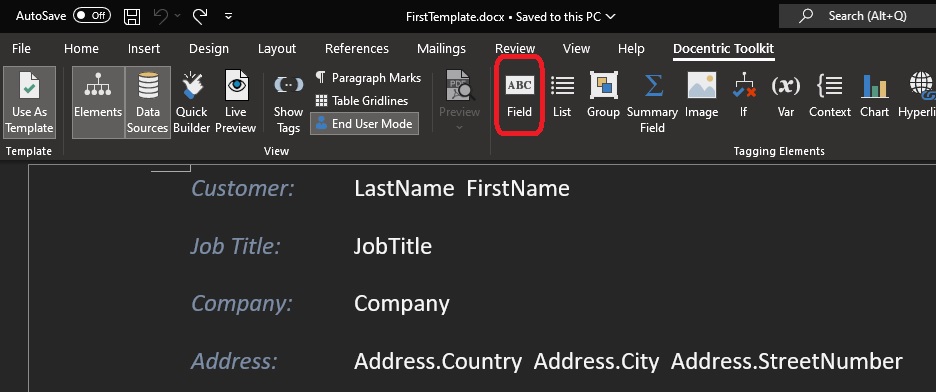 AutoSave Off FirstTemplate.docx • Saved to this PC Search (Alt+Q)
File Home Insert Design Layout References Mailings Review View Help Docentric Toolkit
Use As Template
Elements
Data Sources
Quick Builder
Live Preview
Show Tags
Paragraph Marks
Table Gridlines
End User Mode
Preview
ABC
Field
List
Group
Summary Field
Image
If
(x)
Var
Context
Chart
Hyperli
Template View Tagging Elements
Customer: LastName FirstName
Job Title: JobTitle
Company: Company
Address: Address.Country Address.City Address.StreetNumber